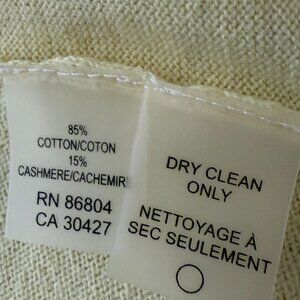 85%
COTTON/COTON
15%
CASHMERE/CACHEMIR
RN 86804
CA 30427
DRY CLEAN
ONLY
NETTOYAGE À
SEC SEULEMENT